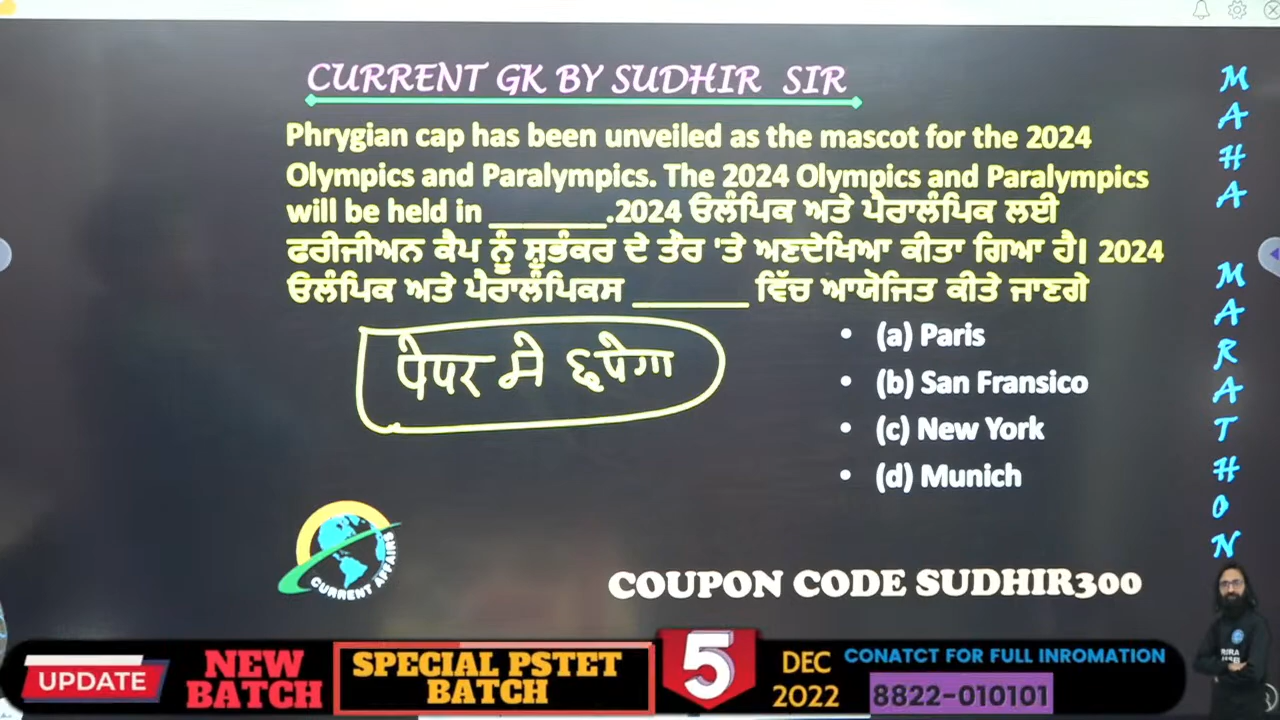 CURRENT GK BY SUDHIR SIR
Phrygian cap has been unveiled as the mascot for the 2024
Olympics and Paralympics. The 2024 Olympics and Paralympics
will be held in ________.2024 ਓਲੰਪਿਕ ਅਤੇ ਪੈਰਾਲੰਪਿਕ ਲਈ
ਫਰੀਜੀਅਨ ਕੈਪ ਨੂੰ ਸ਼ੁਭੰਕਰ ਦੇ ਤੌਰ 'ਤੇ ਅਣਦੇਖਿਆ ਕੀਤਾ ਗਿਆ ਹੈ। 2024
ਓਲੰਪਿਕ ਅਤੇ ਪੈਰਾਲੰਪਿਕਸ ________ ਵਿੱਚ ਆਯੋਜਿਤ ਕੀਤੇ ਜਾਣਗੇ
पेपर मे छपेगा
• (a) Paris
• (b) San Fransico
• (c) New York
• (d) Munich
CURRENT AFFAIRS
COUPON CODE SUDHIR300
MAHA MARATHON
UPDATE
NEW
BATCH
SPECIAL PSTET
BATCH
5
DEC
2022
CONATCT FOR FULL INROMATION
8822-010101